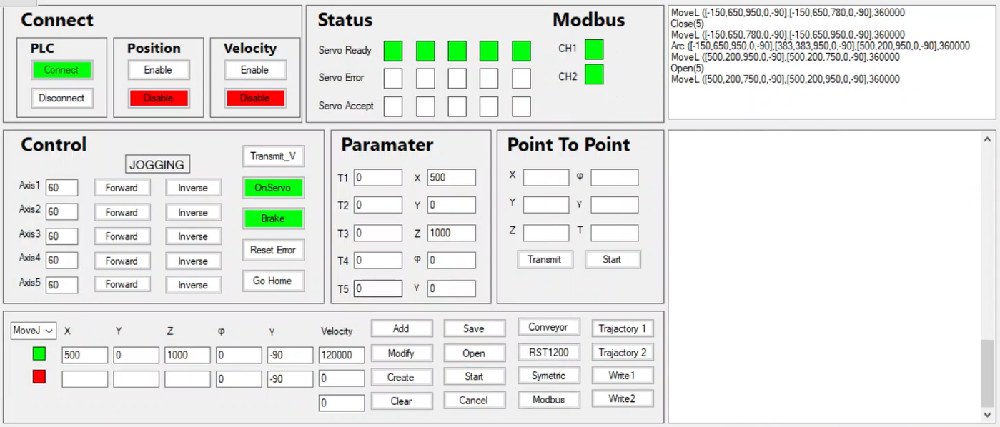 Connect
PLC
Connect
Disconnect
Position
Enable
Disable
Velocity
Enable
Disable
Status
Servo Ready
Servo Error
Servo Accept
Modbus
CH1
CH2
MoveL ([-150,650,950,0,-90],[-150,650,780,0,-90],360000
Close(5)
MoveL ([-150,650,780,0,-90],[-150,650,950,0,-90],360000
Arc ([-150,650,950,0,-90],[383,383,950,0,-90],[500,200,950,0,-90],360000
MoveL ([500,200,950,0,-90],[500,200,750,0,-90],360000
Open(5)
MoveL ([500,200,750,0,-90],[500,200,950,0,-90],360000
Control
JOGGING
Axis1 60 Forward Inverse
Axis2 60 Forward Inverse
Axis3 60 Forward Inverse
Axis4 60 Forward Inverse
Axis5 60 Forward Inverse
Transmit_V
OnServo
Brake
Reset Error
Go Home
Paramater
T1 0 X 500
T2 0 Y 0
T3 0 Z 1000
T4 0 φ 0
T5 0 γ 0
Point To Point
X φ
Y γ
Z T
Transmit Start
MoveJ X Y Z φ γ Velocity
500 0 1000 0 -90 120000
0 -90 0
0
Add Save Conveyor Trajactory 1
Modify Open RST1200 Trajactory 2
Create Start Symetric Write1
Clear Cancel Modbus Write2